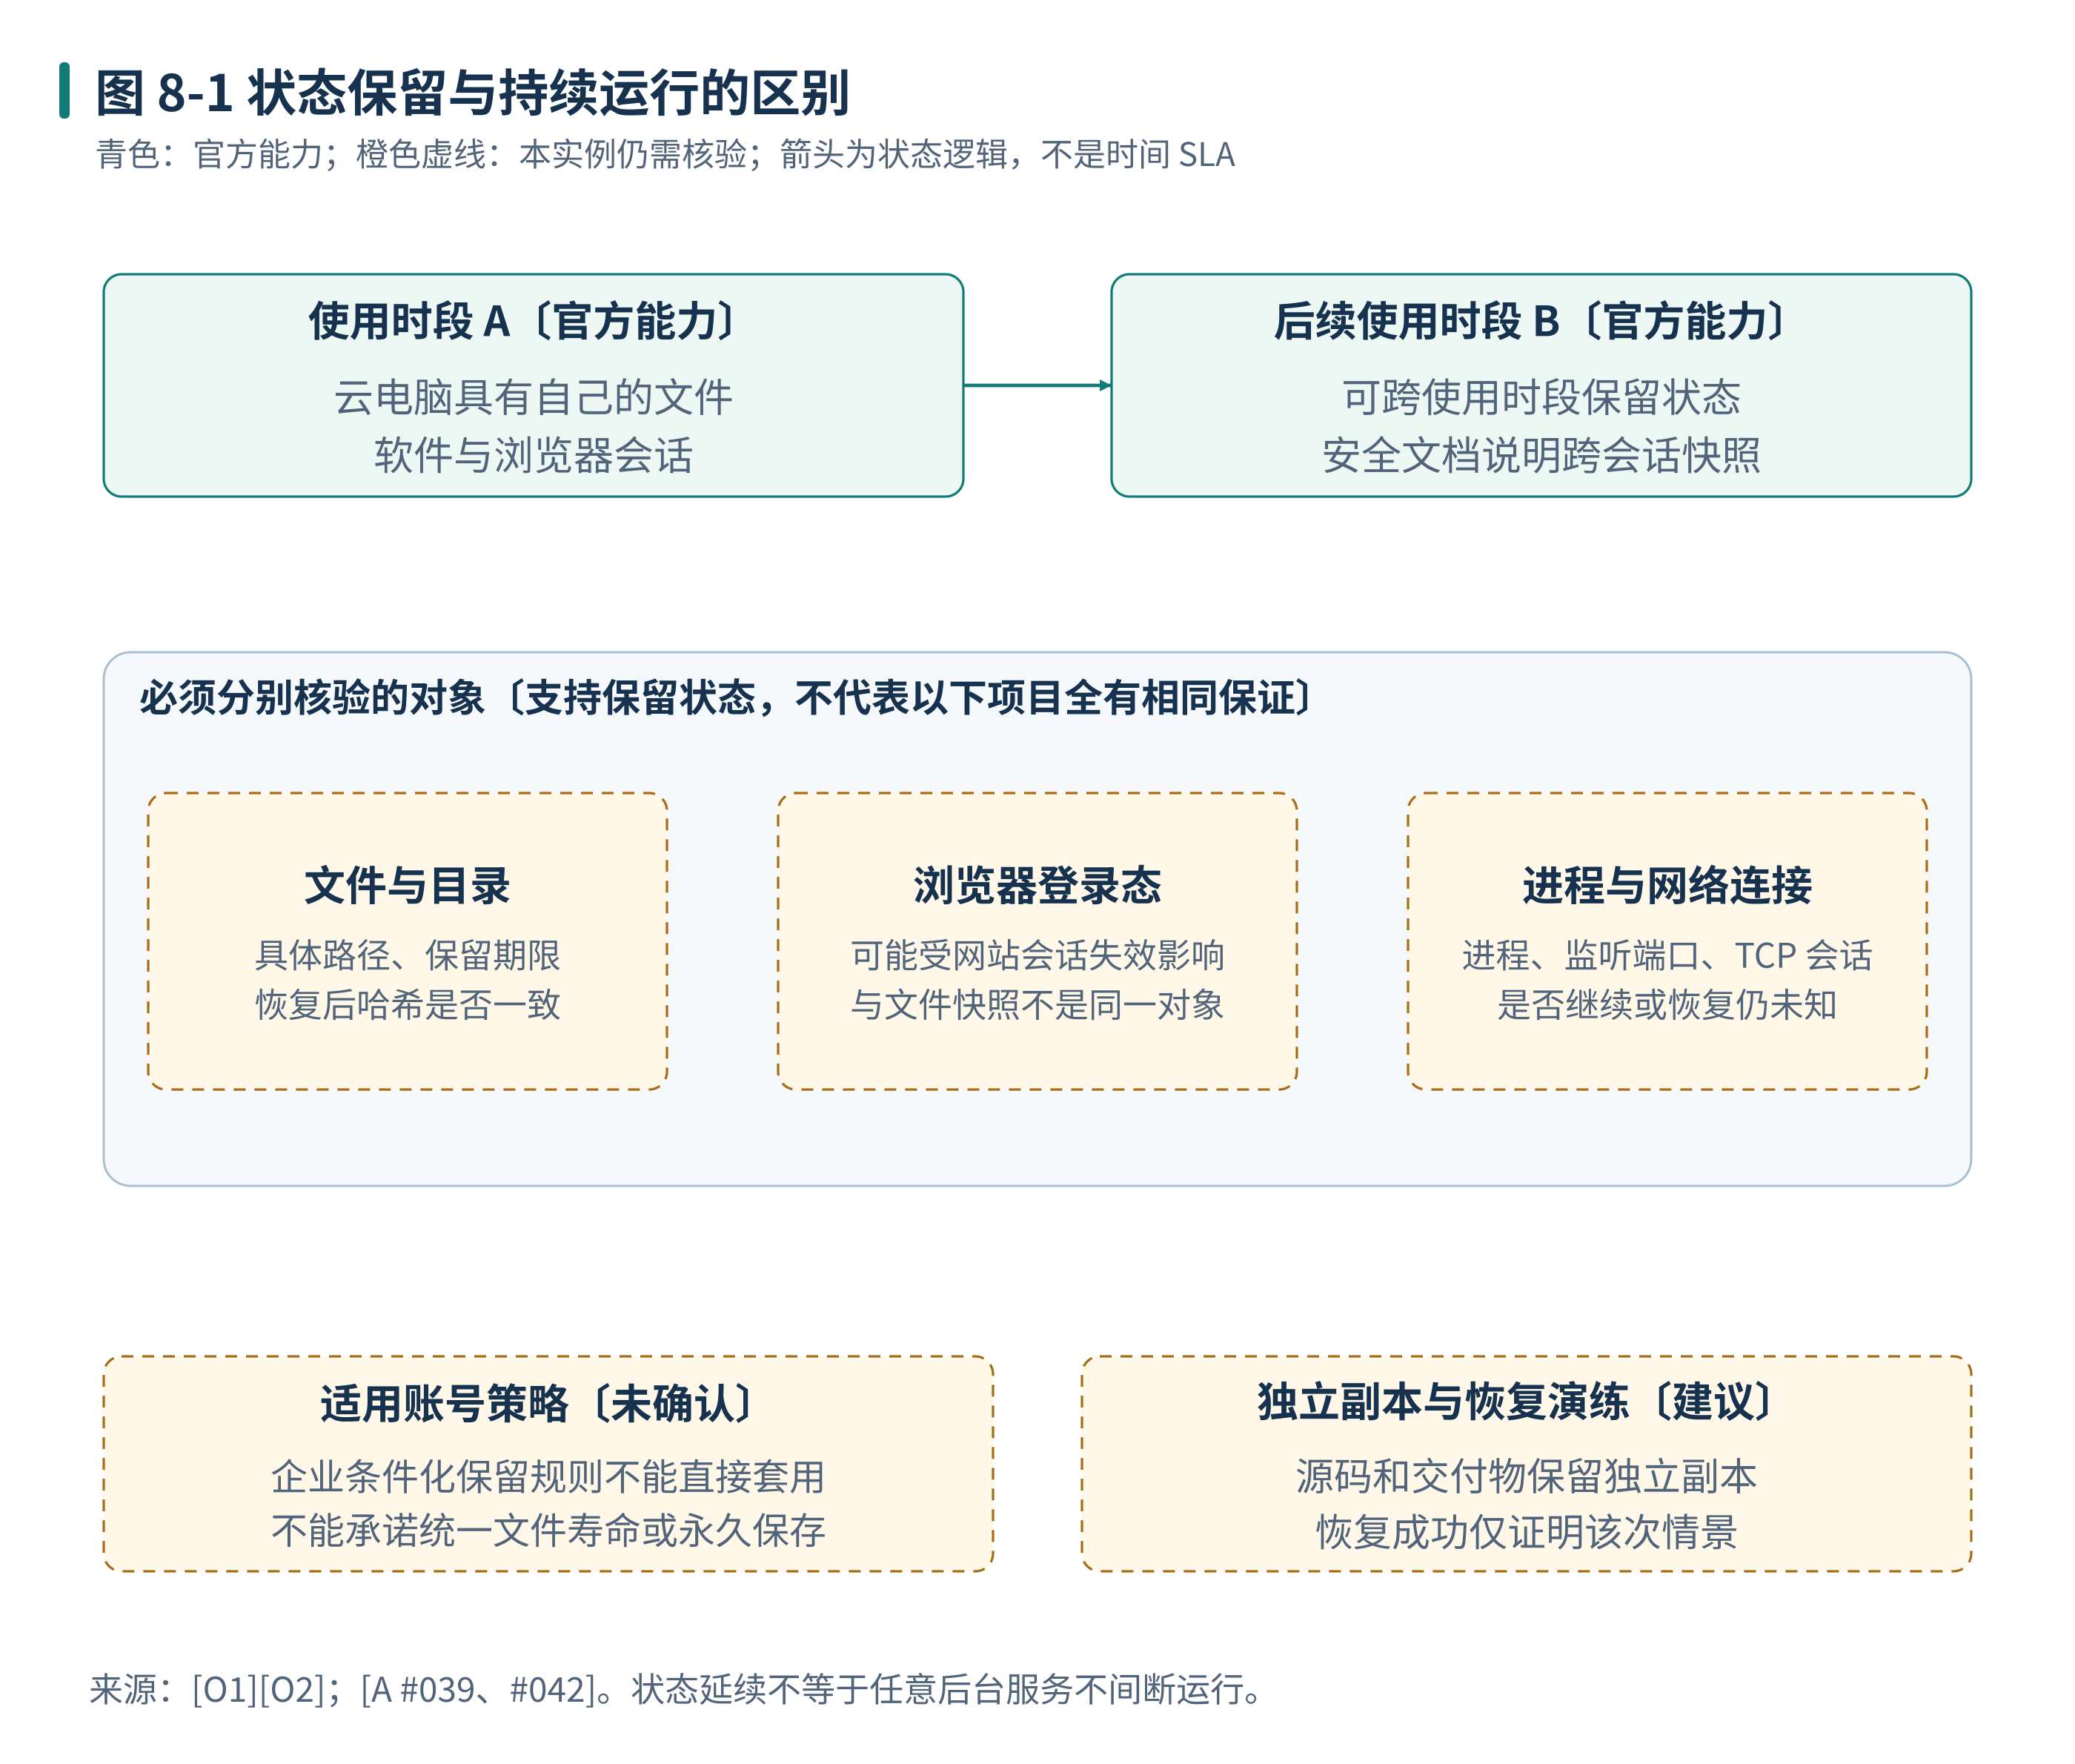 图 8-1 状态保留与持续运行的区别
青色：官方能力；橙色虚线：本实例仍需核验；箭头为状态逻辑，不是时间 SLA
使用时段 A〔官方能力〕
云电脑具有自己的文件
软件与浏览器会话
后续使用时段 B〔官方能力〕
可跨使用时段保留状态
安全文档说明跨会话快照
必须分别核验的对象〔支持保留状态，不代表以下项目全有相同保证〕
文件与目录
具体路径、保留期限
恢复后哈希是否一致
浏览器登录态
可能受网站会话失效影响
与文件快照不是同一对象
进程与网络连接
进程、监听端口、TCP 会话
是否继续或恢复仍未知
适用账号策略〔未确认〕
企业条件化保留规则不能直接套用
不能承诺统一文件寿命或永久保存
独立副本与恢复演练〔建议〕
源码和交付物保留独立副本
恢复成功仅证明该次情景
来源：[O1][O2]；[A #039、#042]。状态延续不等于任意后台服务不间断运行。